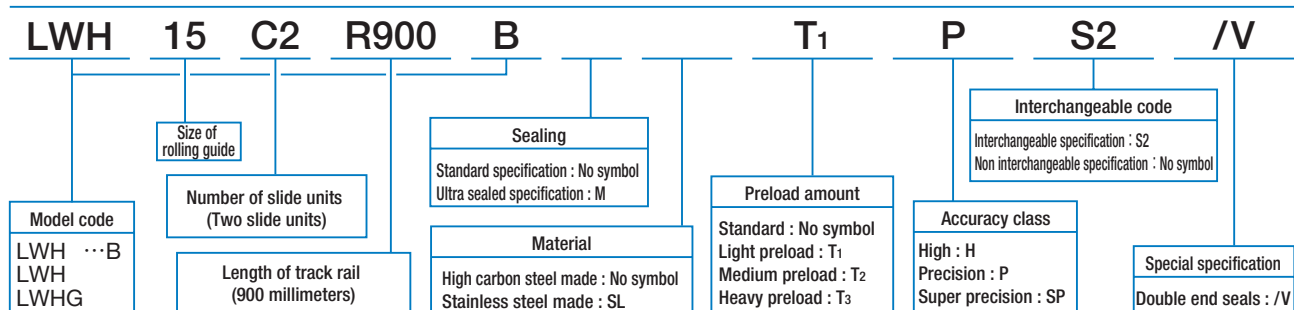 LWH 15 C2 R900 B T1 P S2 /V
Size of
rolling guide
Number of slide units
(Two slide units)
Length of track rail
(900 millimeters)
Model code
LWH …B
LWH
LWHG
Sealing
Standard specification : No symbol
Ultra sealed specification : M
Material
High carbon steel made : No symbol
Stainless steel made : SL
Preload amount
Standard : No symbol
Light preload : T1
Medium preload : T2
Heavy preload : T3
Interchangeable code
Interchangeable specification : S2
Non interchangeable specification : No symbol
Accuracy class
High : H
Precision : P
Super precision : SP
Special specification
Double end seals : /V